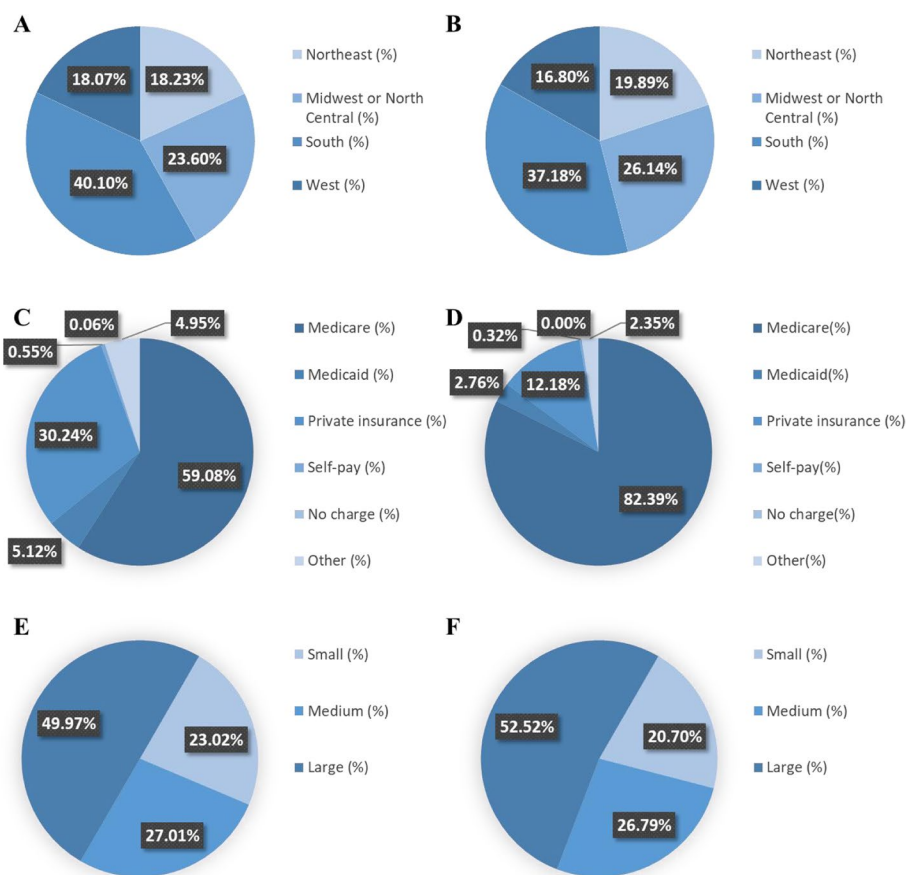 A
18.07%
18.23%
23.60%
40.10%
Northeast (%)
Midwest or North
Central (%)
South (%)
West (%)
B
16.80%
19.89%
37.18%
26.14%
Northeast (%)
Midwest or North
Central (%)
South (%)
West (%)
C
0.06%
4.95%
0.55%
30.24%
59.08%
5.12%
Medicare (%)
Medicaid (%)
Private insurance (%)
Self-pay (%)
No charge (%)
Other (%)
D
0.00%
2.35%
0.32%
2.76%
12.18%
82.39%
Medicare(%)
Medicaid(%)
Private insurance(%)
Self-pay(%)
No charge(%)
Other(%)
E
49.97%
23.02%
27.01%
Small (%)
Medium (%)
Large (%)
F
52.52%
20.70%
26.79%
Small (%)
Medium (%)
Large (%)